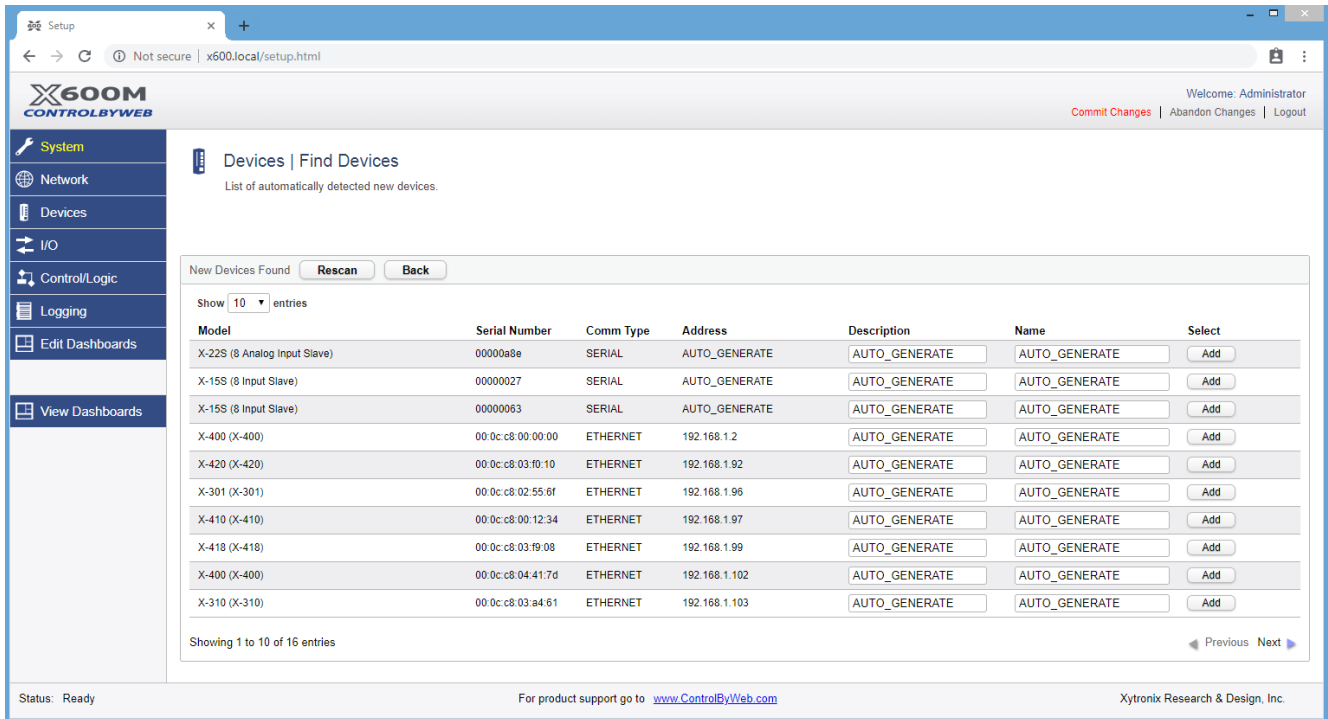 Setup
Not secure | x600.local/setup.html
X600M
CONTROLBYWEB
Welcome: Administrator
Commit Changes | Abandon Changes | Logout
System
Network
Devices
I/O
Control/Logic
Logging
Edit Dashboards
View Dashboards
Devices | Find Devices
List of automatically detected new devices.
New Devices Found Rescan Back
Show 10 entries
Model Serial Number Comm Type Address Description Name Select
X-22S (8 Analog Input Slave) 00000a8e SERIAL AUTO_GENERATE AUTO_GENERATE AUTO_GENERATE Add
X-15S (8 Input Slave) 00000027 SERIAL AUTO_GENERATE AUTO_GENERATE AUTO_GENERATE Add
X-15S (8 Input Slave) 00000063 SERIAL AUTO_GENERATE AUTO_GENERATE AUTO_GENERATE Add
X-400 (X-400) 00:0c:c8:00:00:00 ETHERNET 192.168.1.2 AUTO_GENERATE AUTO_GENERATE Add
X-420 (X-420) 00:0c:c8:03:f0:10 ETHERNET 192.168.1.92 AUTO_GENERATE AUTO_GENERATE Add
X-301 (X-301) 00:0c:c8:02:55:6f ETHERNET 192.168.1.96 AUTO_GENERATE AUTO_GENERATE Add
X-410 (X-410) 00:0c:c8:00:12:34 ETHERNET 192.168.1.97 AUTO_GENERATE AUTO_GENERATE Add
X-418 (X-418) 00:0c:c8:03:f9:08 ETHERNET 192.168.1.99 AUTO_GENERATE AUTO_GENERATE Add
X-400 (X-400) 00:0c:c8:04:41:7d ETHERNET 192.168.1.102 AUTO_GENERATE AUTO_GENERATE Add
X-310 (X-310) 00:0c:c8:03:a4:61 ETHERNET 192.168.1.103 AUTO_GENERATE AUTO_GENERATE Add
Showing 1 to 10 of 16 entries Previous Next
Status: Ready For product support go to www.ControlByWeb.com Xytronix Research & Design, Inc.